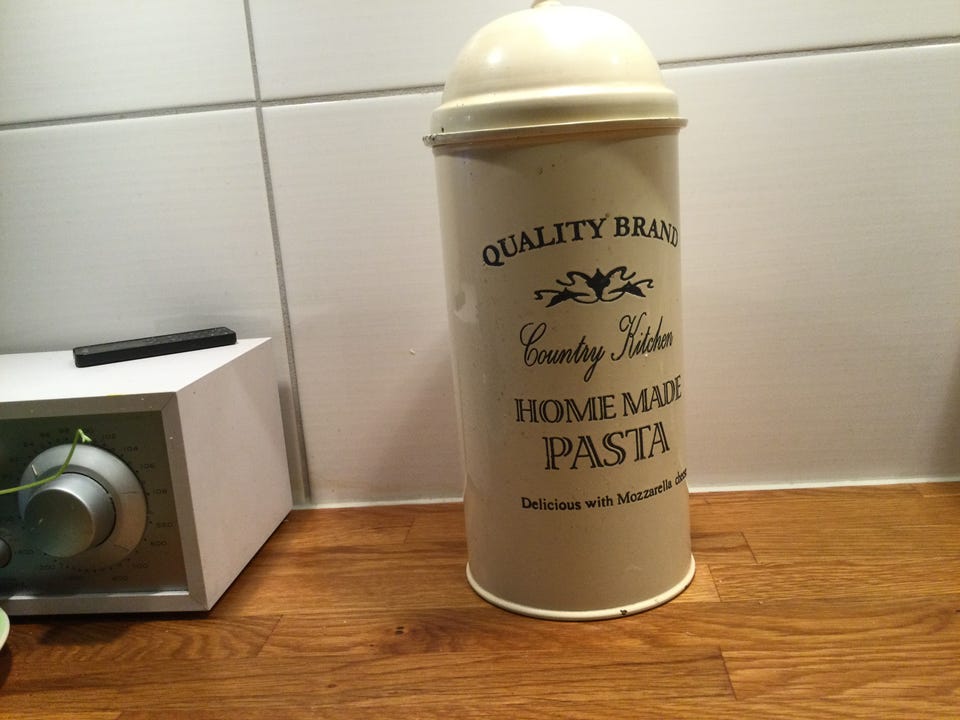 QUALITY BRAND
Country Kitchen
HOME MADE
PASTA
Delicious with Mozzarella